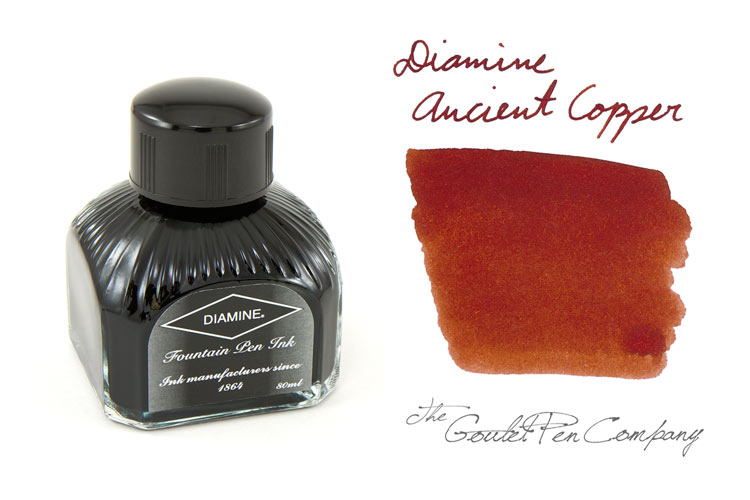 Diamine
Ancient Copper
DIAMINE®
Fountain Pen Ink
Ink manufacturers since
1864 80ml
The
Goulet Pen Company